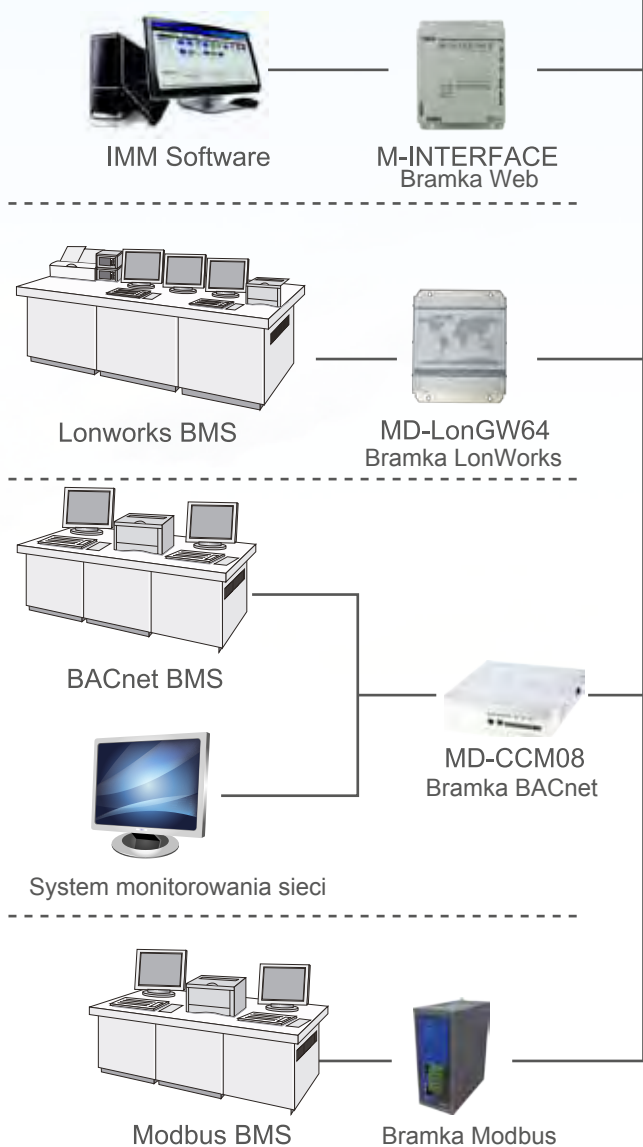 IMM Software
M-INTERFACE
Bramka Web
Lonworks BMS
MD-LonGW64
Bramka LonWorks
BACnet BMS
MD-CCM08
Bramka BACnet
System monitorowania sieci
Modbus BMS
Bramka Modbus